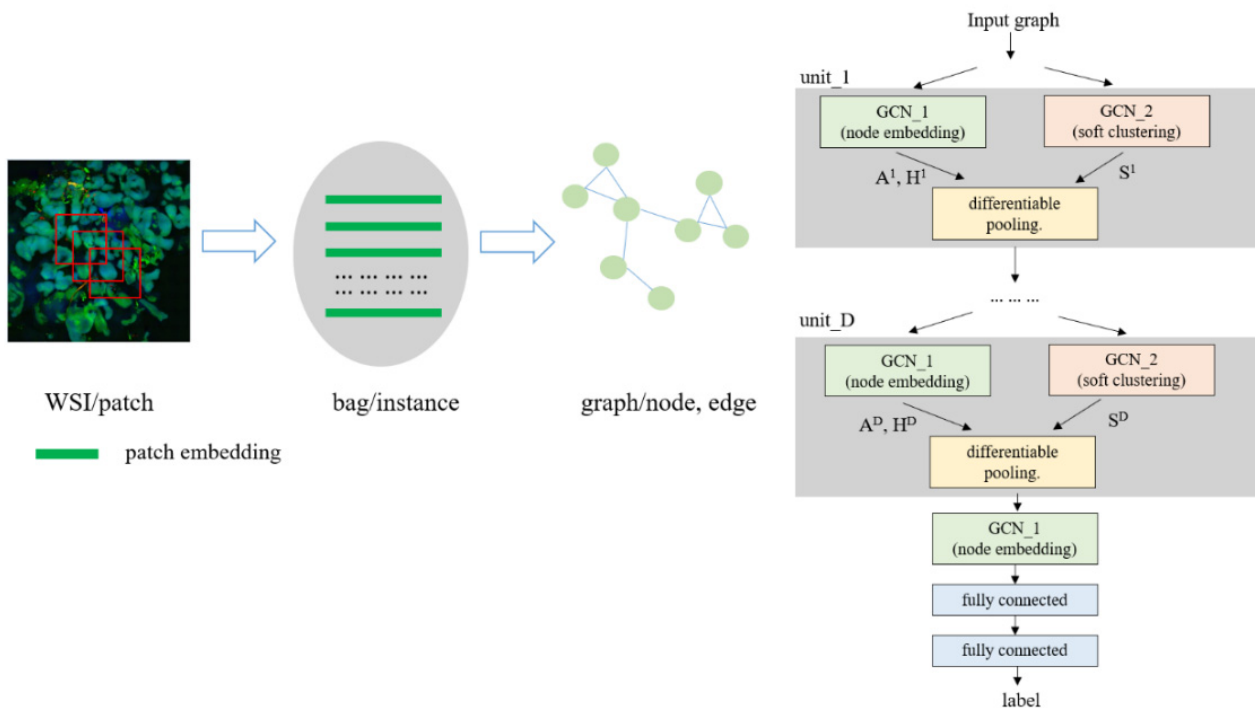 WSI/patch
patch embedding
... ... ... ...
... ... ... ...
bag/instance
graph/node, edge
Input graph
unit_1
GCN_1
(node embedding)
GCN_2
(soft clustering)
A¹, H¹
S¹
differentiable
pooling.
... ... ...
unit_D
GCN_1
(node embedding)
GCN_2
(soft clustering)
Aᴰ, Hᴰ
Sᴰ
differentiable
pooling.
GCN_1
(node embedding)
fully connected
fully connected
label